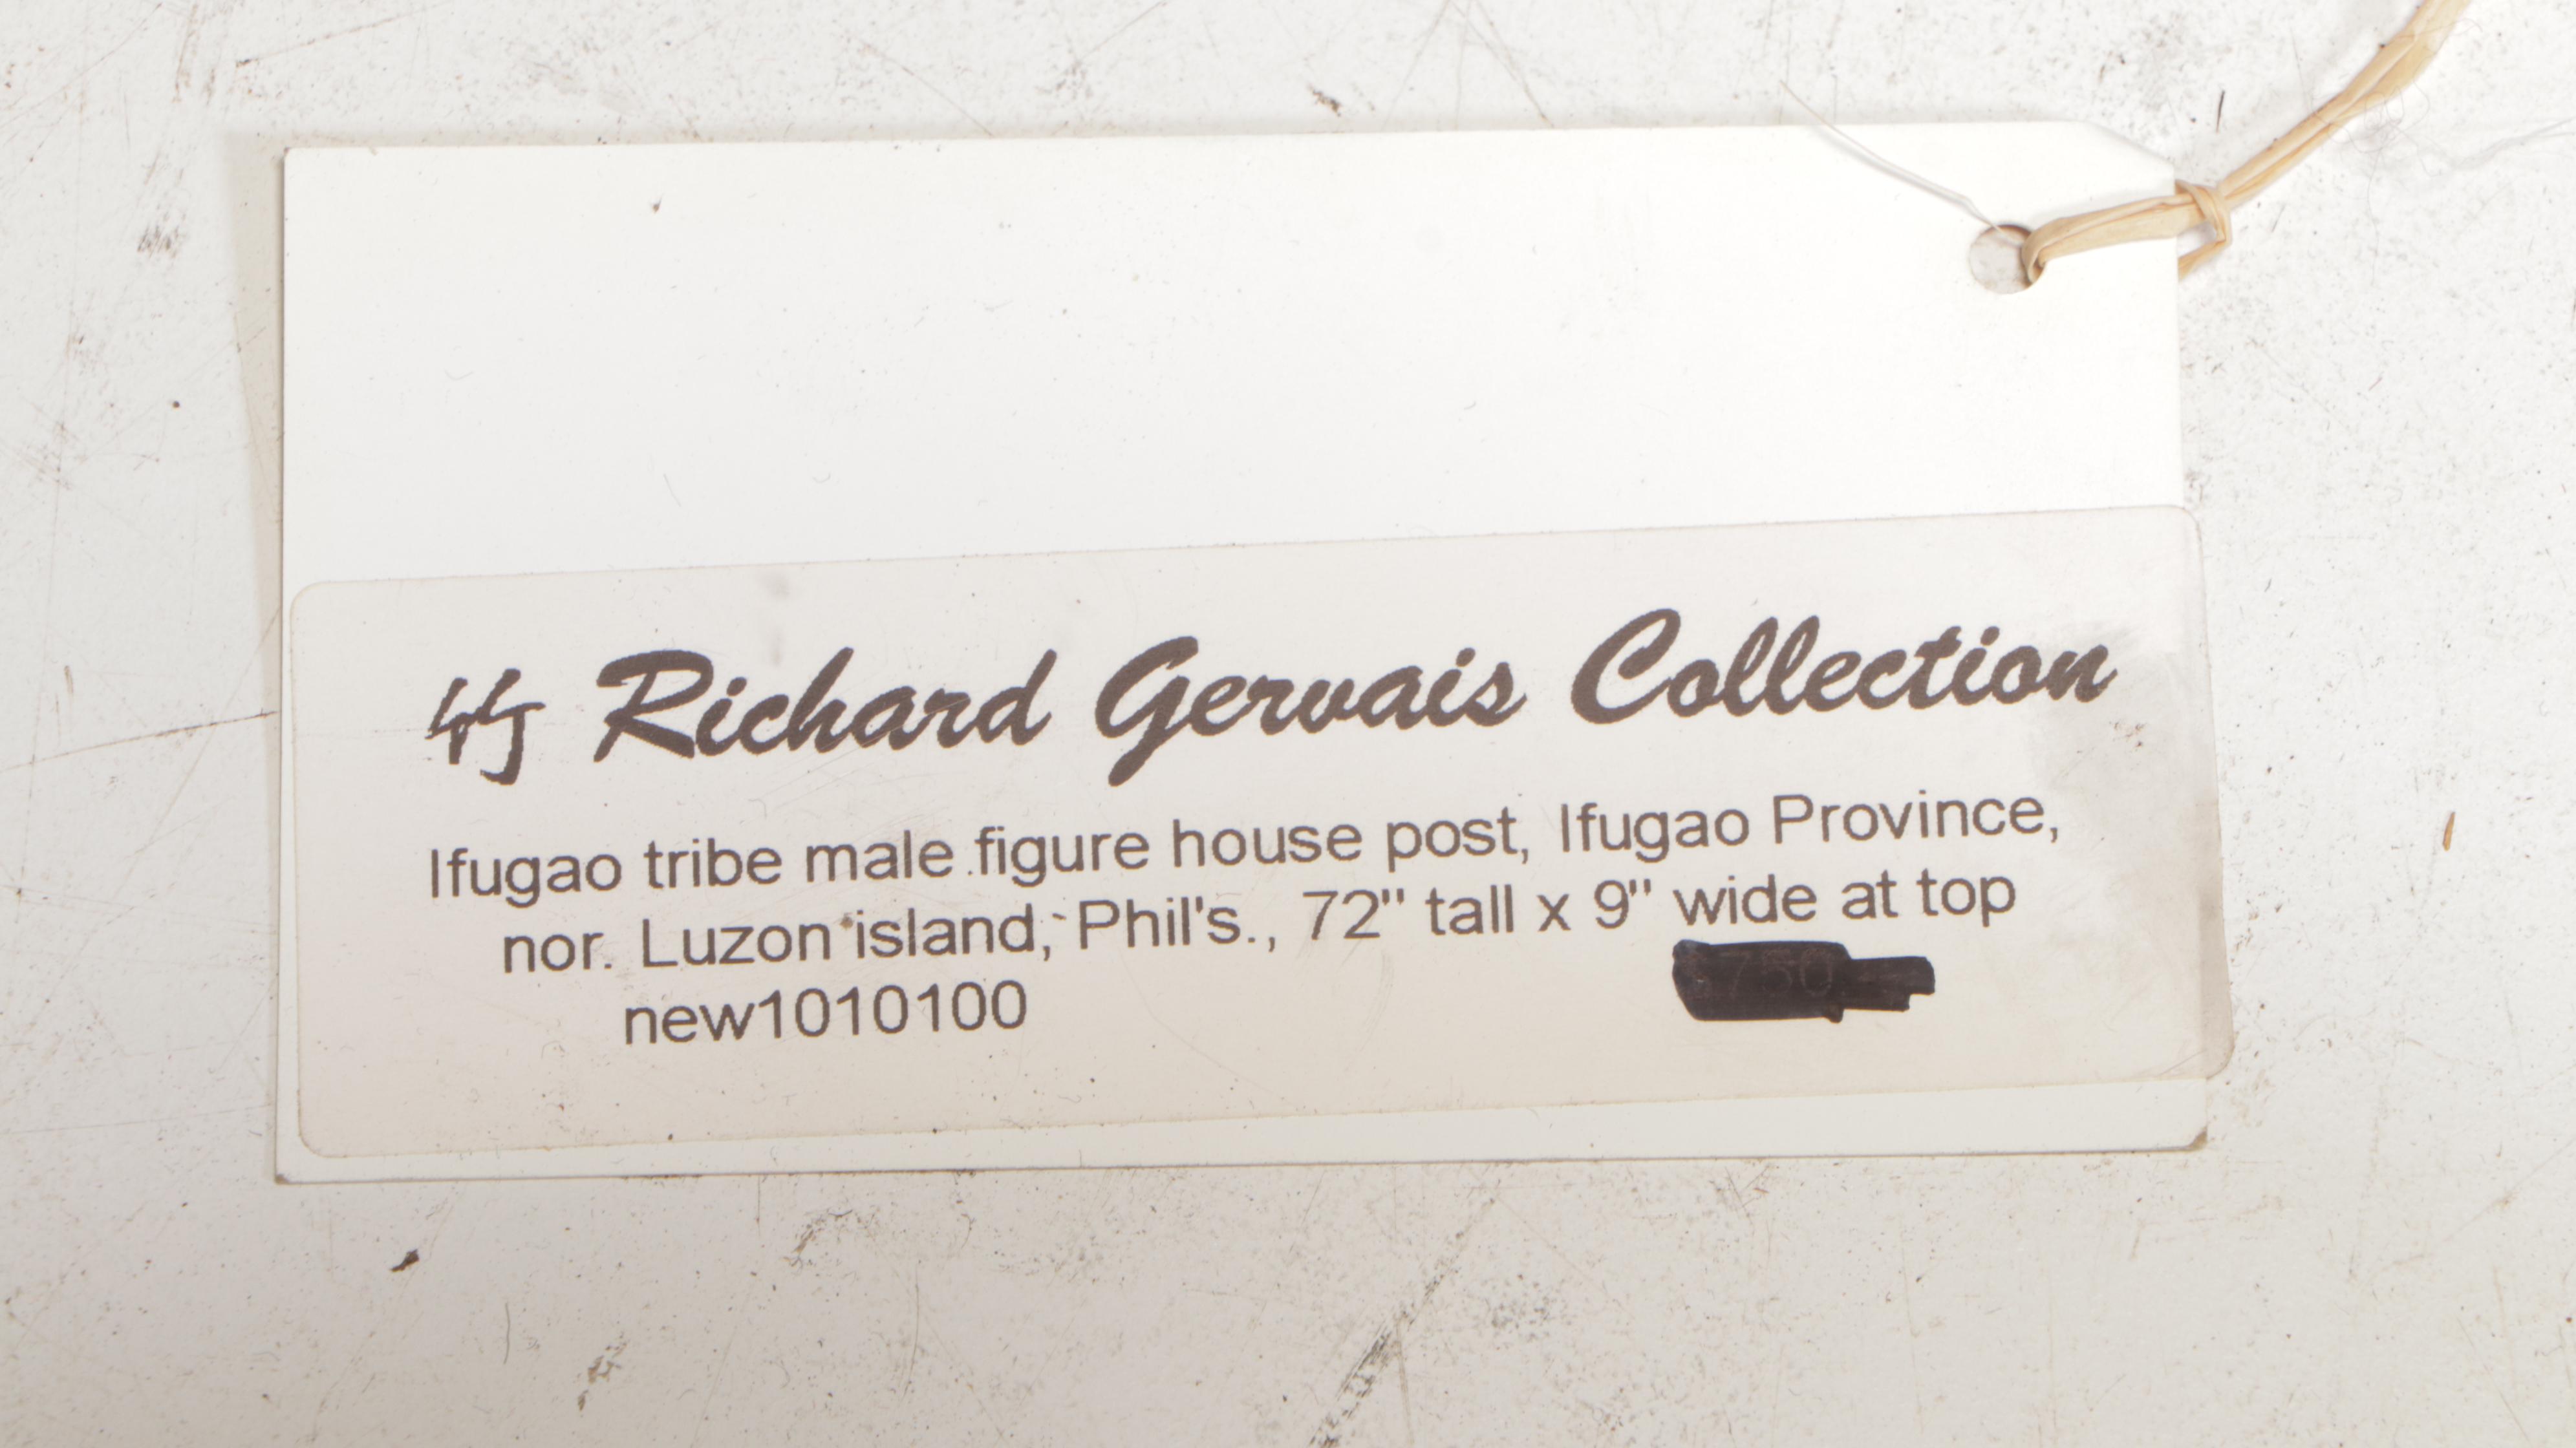 Richard Gervais Collection
Ifugao tribe male figure house post, Ifugao Province,
nor. Luzon island, Phil's., 72" tall x 9" wide at top
new1010100